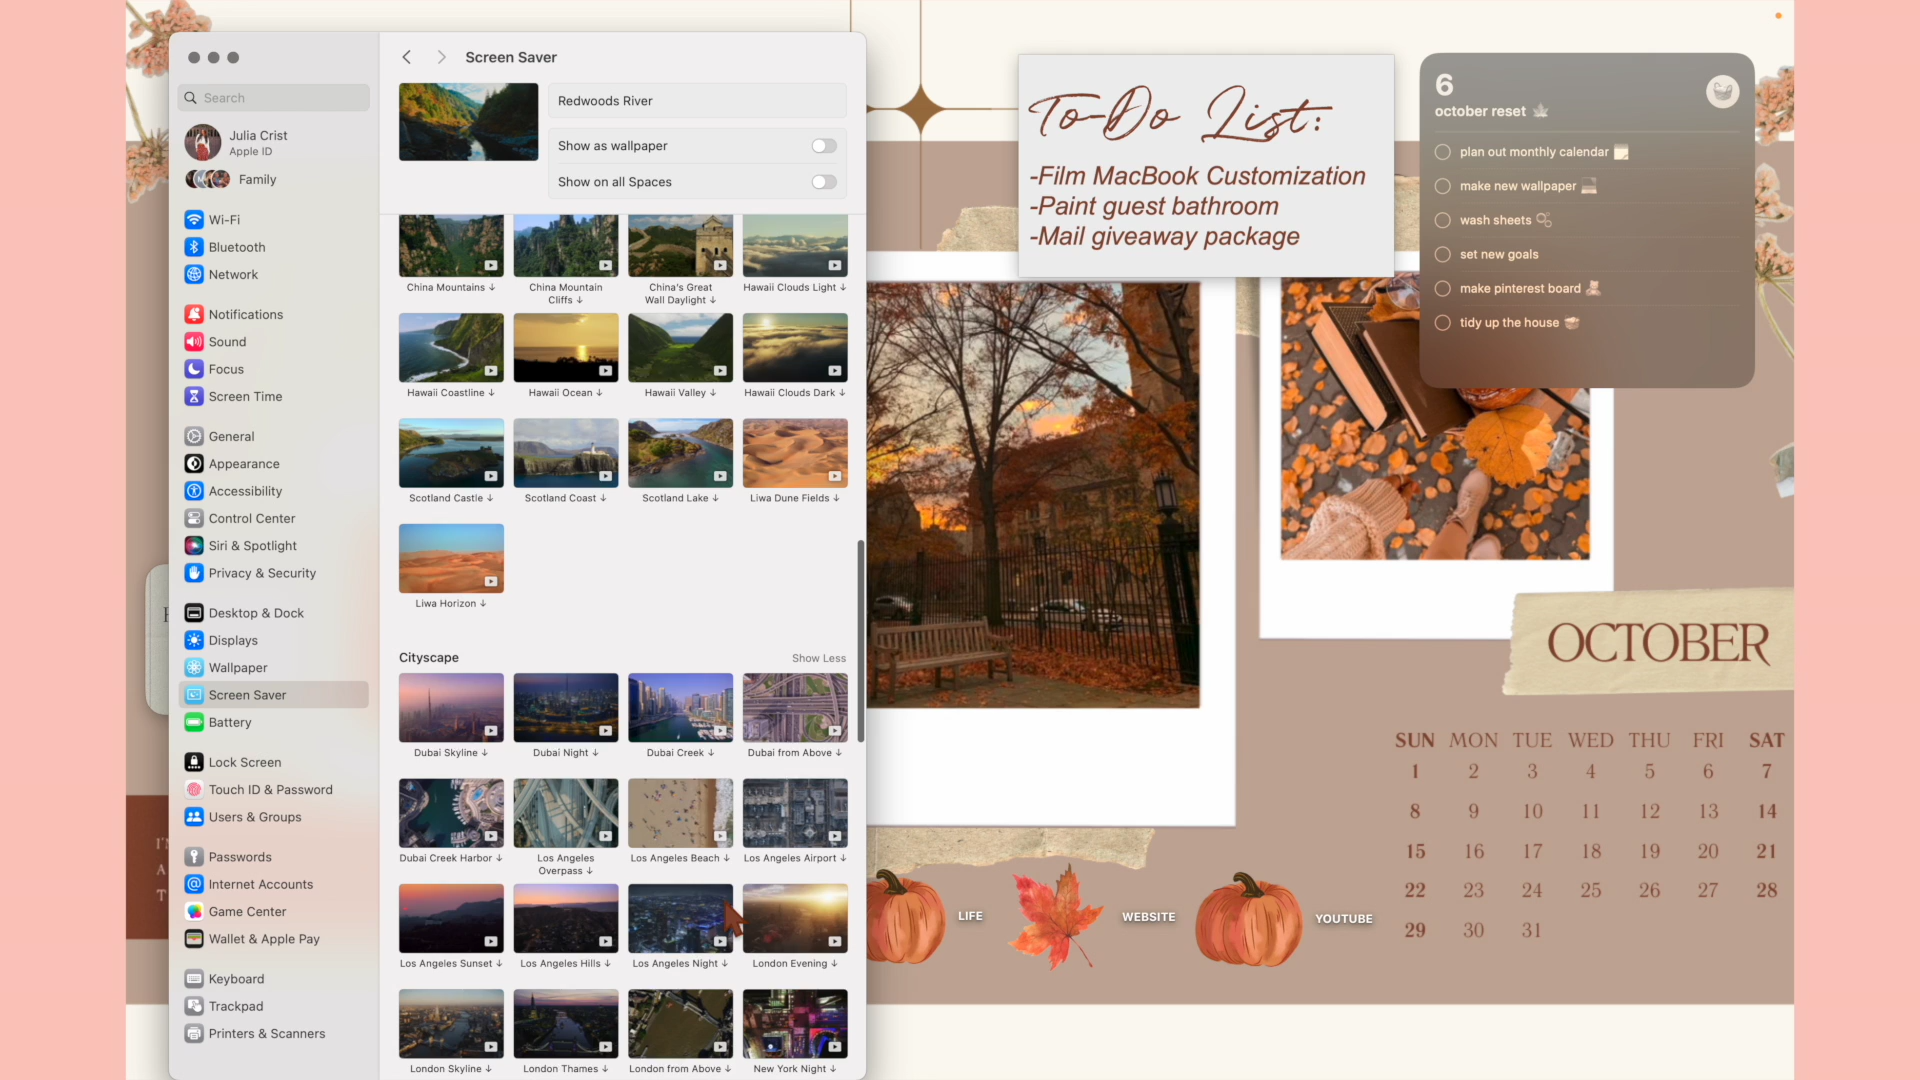 Screen Saver
Search
Julia Crist
Apple ID
Family
Wi-Fi
Bluetooth
Network
Notifications
Sound
Focus
Screen Time
General
Appearance
Accessibility
Control Center
Siri & Spotlight
Privacy & Security
Desktop & Dock
Displays
Wallpaper
Screen Saver
Battery
Lock Screen
Touch ID & Password
Users & Groups
Passwords
Internet Accounts
Game Center
Wallet & Apple Pay
Keyboard
Trackpad
Printers & Scanners
Redwoods River
Show as wallpaper
Show on all Spaces
China Mountains ↓
China Mountain
Cliffs ↓
China's Great
Wall Daylight ↓
Hawaii Clouds Light ↓
Hawaii Coastline ↓
Hawaii Ocean ↓
Hawaii Valley ↓
Hawaii Clouds Dark ↓
Scotland Castle ↓
Scotland Coast ↓
Scotland Lake ↓
Liwa Dune Fields ↓
Liwa Horizon ↓
Cityscape
Show Less
Dubai Skyline ↓
Dubai Night ↓
Dubai Creek ↓
Dubai from Above ↓
Dubai Creek Harbor ↓
Los Angeles
Overpass ↓
Los Angeles Beach ↓
Los Angeles Airport ↓
Los Angeles Sunset ↓
Los Angeles Hills ↓
Los Angeles Night ↓
London Evening ↓
London Skyline ↓
London Thames ↓
London from Above ↓
New York Night ↓
To-Do List:
-Film MacBook Customization
-Paint guest bathroom
-Mail giveaway package
6
october reset
plan out monthly calendar
make new wallpaper
wash sheets
set new goals
make pinterest board
tidy up the house
OCTOBER
SUN MON TUE WED THU FRI SAT
1 2 3 4 5 6 7
8 9 10 11 12 13 14
15 16 17 18 19 20 21
22 23 24 25 26 27 28
29 30 31
LIFE
WEBSITE
YOUTUBE